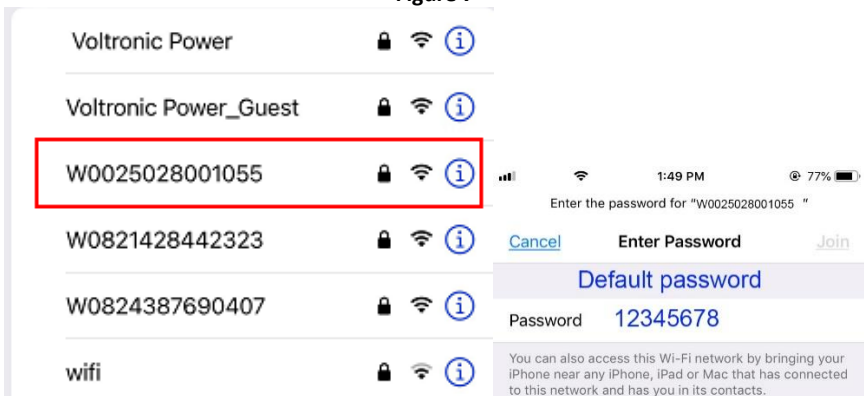 Voltronic Power
Voltronic Power_Guest
W0025028001055
W0821428442323
W0824387690407
wifi
1:49 PM
77%
Enter the password for "W0025028001055 "
Cancel Enter Password Join
Default password
Password 12345678
You can also access this Wi-Fi network by bringing your
iPhone near any iPhone, iPad or Mac that has connected
to this network and has you in its contacts.